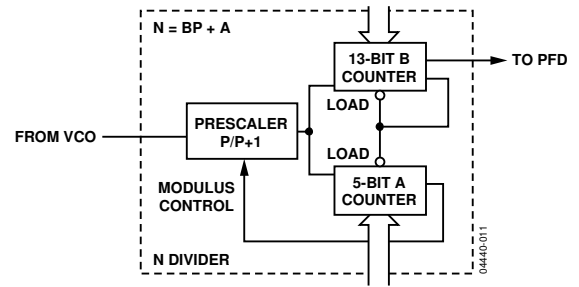 N = BP + A
13-BIT B
COUNTER
TO PFD
LOAD
PRESCALER
P/P+1
FROM VCO
LOAD
MODULUS
CONTROL
5-BIT A
COUNTER
N DIVIDER
04440-011